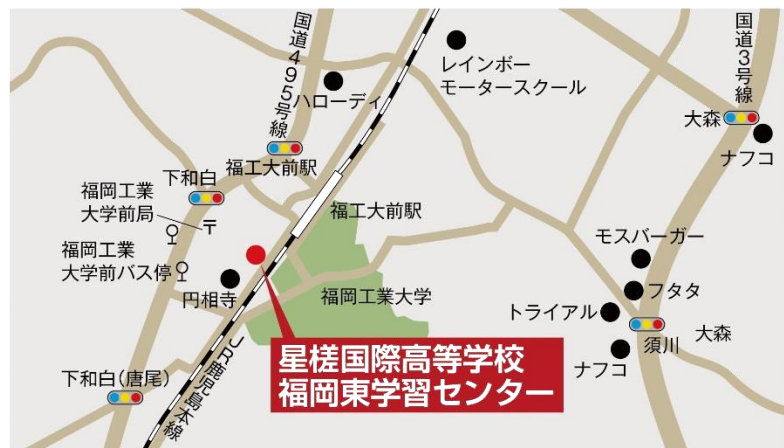 国道495号線
ハローディ
レインボー
モータースクール
国道3号線
大森
ナフコ
福工大前駅
下和白
福岡工業
大学前局
〒
福岡工業
大学前バス停
円相寺
福工大前駅
福岡工業大学
モスバーガー
フタタ
トライアル
大森
須川
ナフコ
下和白(唐尾)
JR鹿児島本線
星槎国際高等学校
福岡東学習センター